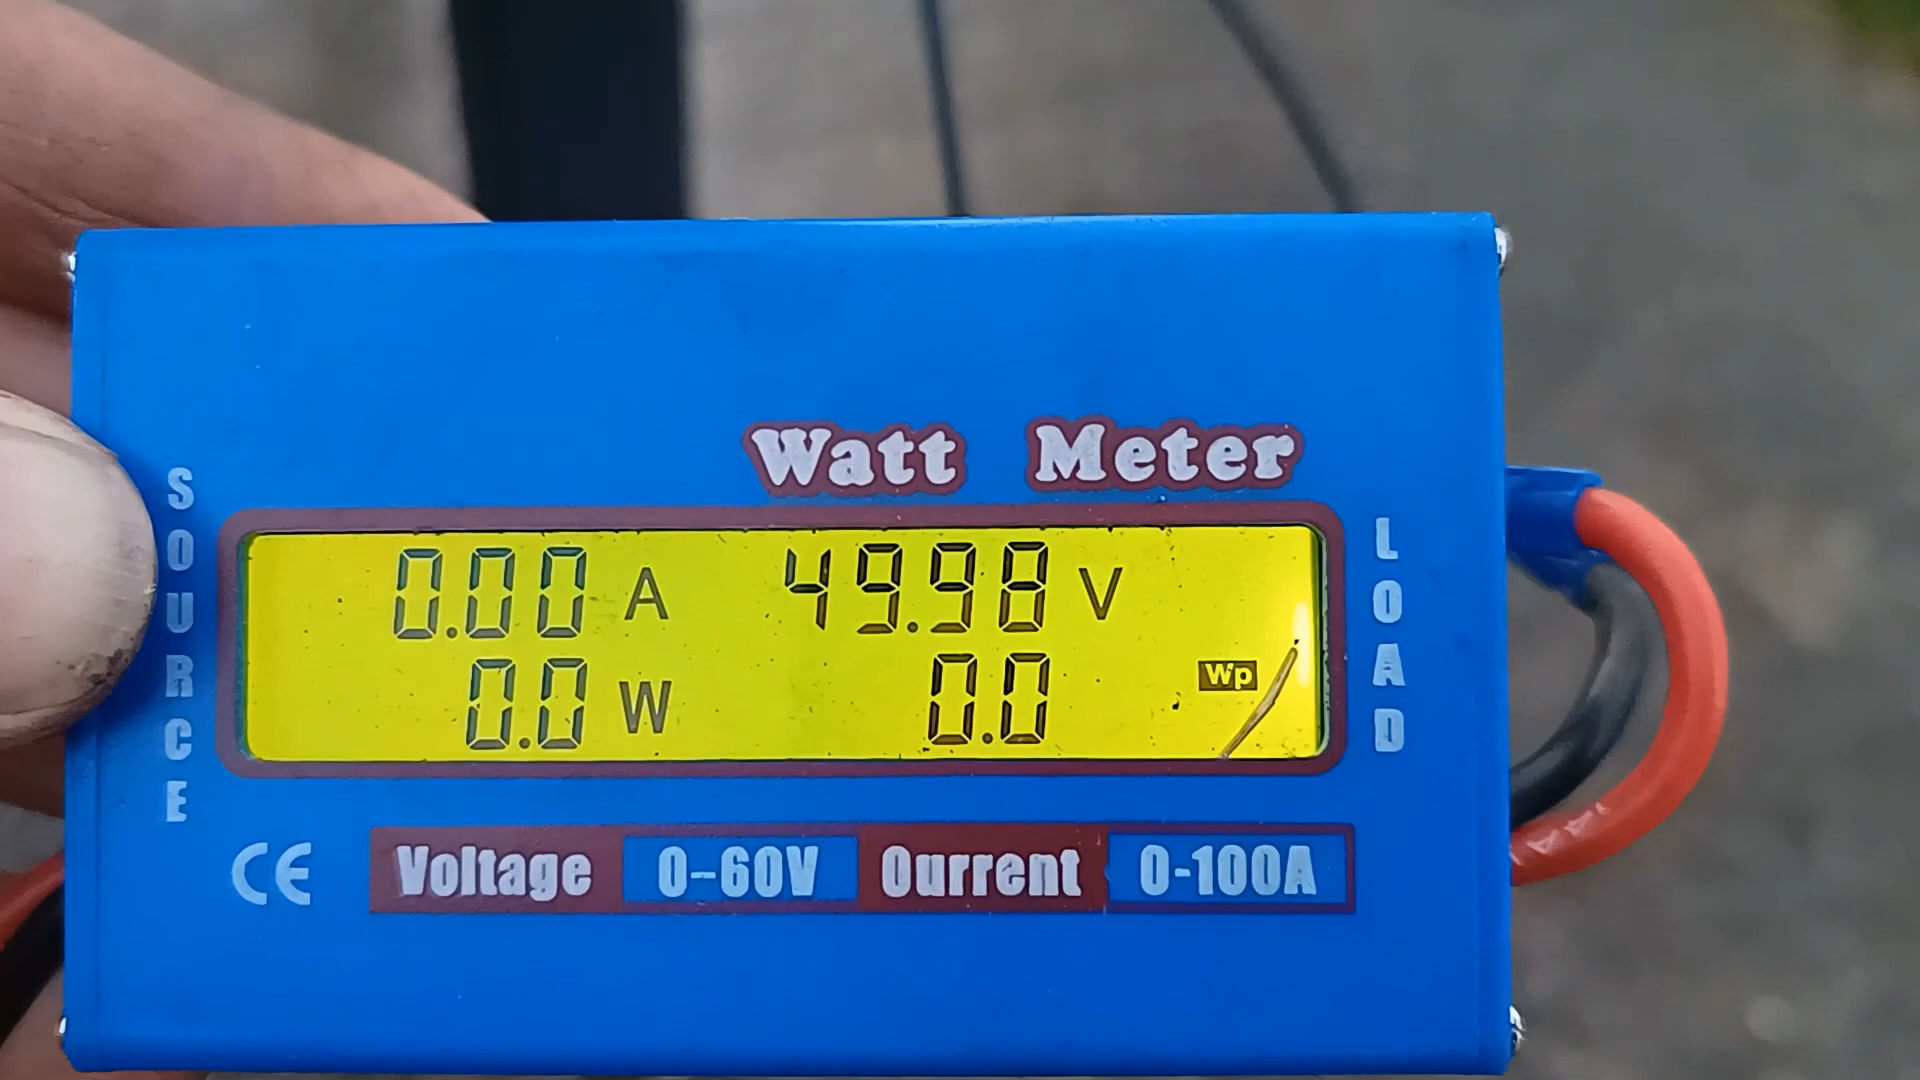 Watt Meter
SOURCE
0.00 A 49.98 V
0.0 W 0.0 Wp
LOAD
CE Voltage 0-60V Ourrent 0-100A